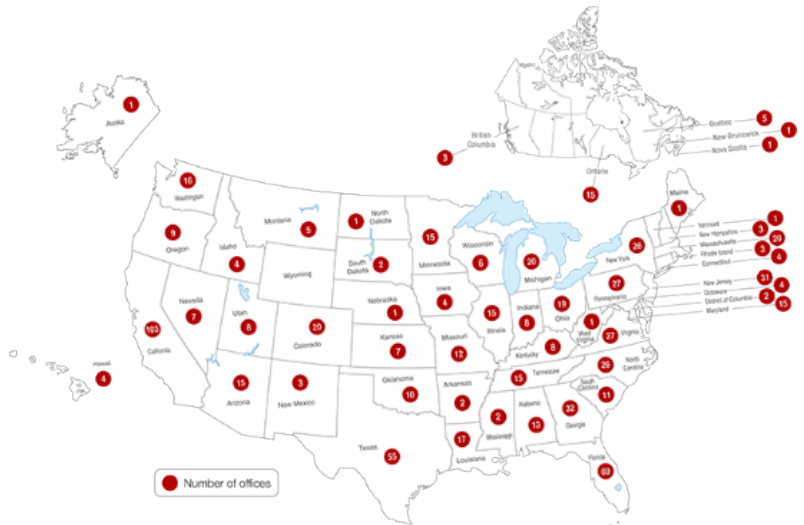 1
Alaska
British
Columbia
3
Quebec
5
New Brunswick
1
Nova Scotia
1
Ontario
15
16
Washington
9
Oregon
Idaho
4
Montana
5
Wyoming
1
North
Dakota
South
Dakota
2
15
Minnesota
Wisconsin
6
20
Michigan
Maine
1
Vermont
1
New Hampshire
3
Massachusetts
20
Rhode Island
3
Connecticut
4
New York
26
New Jersey
31
Delaware
4
District of Columbia
2
Maryland
15
27
Pennsylvania
103
California
Nevada
7
Utah
8
20
Colorado
Nebraska
1
Iowa
4
15
Illinois
Indiana
8
19
Ohio
1
West
Virginia
27
Virginia
Kansas
7
Missouri
12
Kentucky
8
15
Tennessee
26
North
Carolina
South
Carolina
11
Hawaii
4
15
Arizona
3
New Mexico
Oklahoma
10
Arkansas
2
2
Mississippi
Alabama
13
32
Georgia
Texas
55
17
Louisiana
Florida
Number of offices